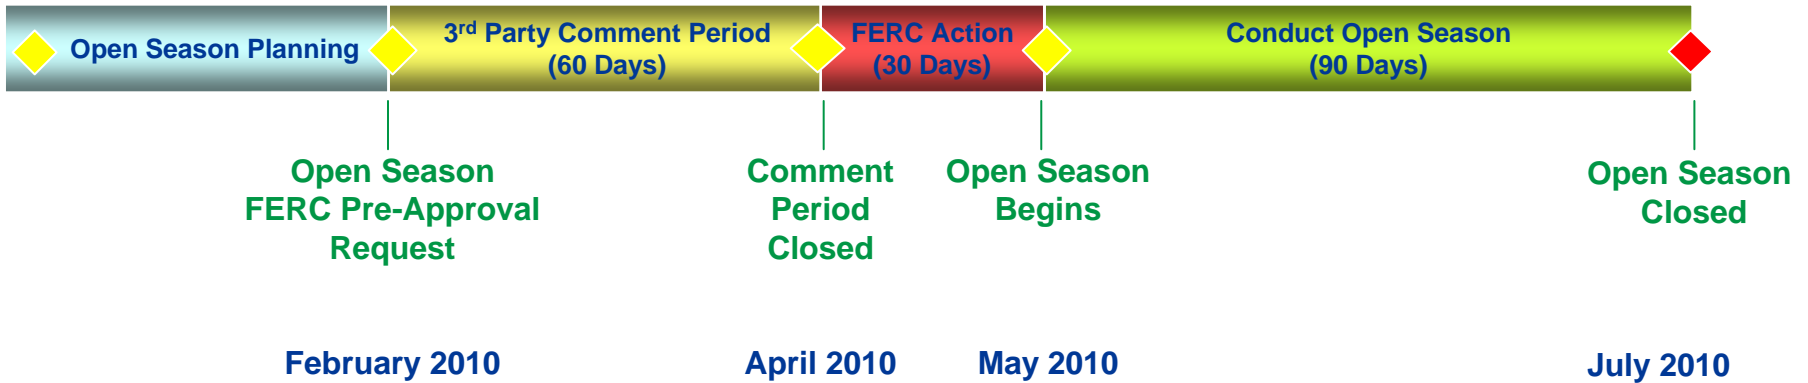 Open Season Planning
3rd Party Comment Period
(60 Days)
FERC Action
(30 Days)
Conduct Open Season
(90 Days)
Open Season
FERC Pre-Approval
Request
Comment
Period
Closed
Open Season
Begins
Open Season
Closed
February 2010
April 2010
May 2010
July 2010